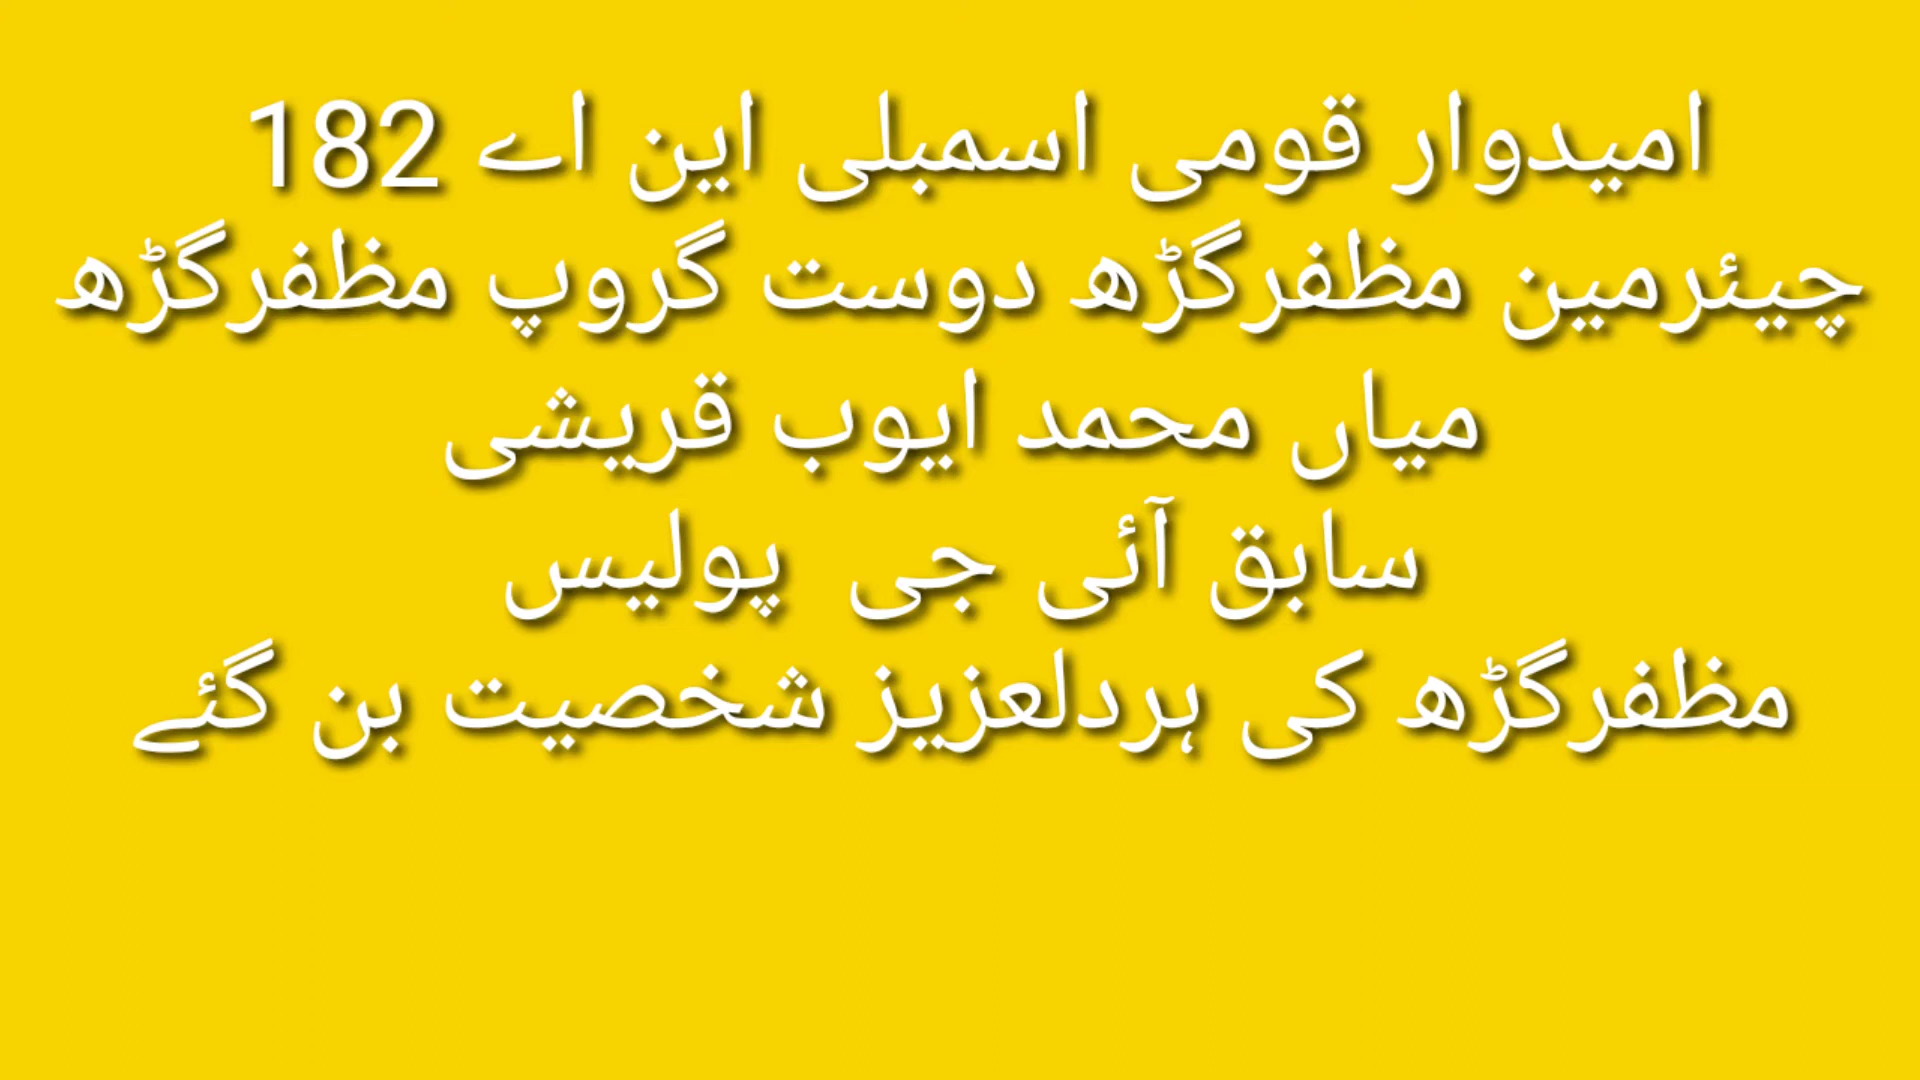 امیدوار قومی اسمبلی این اے 182
چیئرمین مظفرگڑھ دوست گروپ مظفرگڑھ
میاں محمد ایوب قریشی
سابق آئی جی پولیس
مظفرگڑھ کی ہردلعزیز شخصیت بن گئے